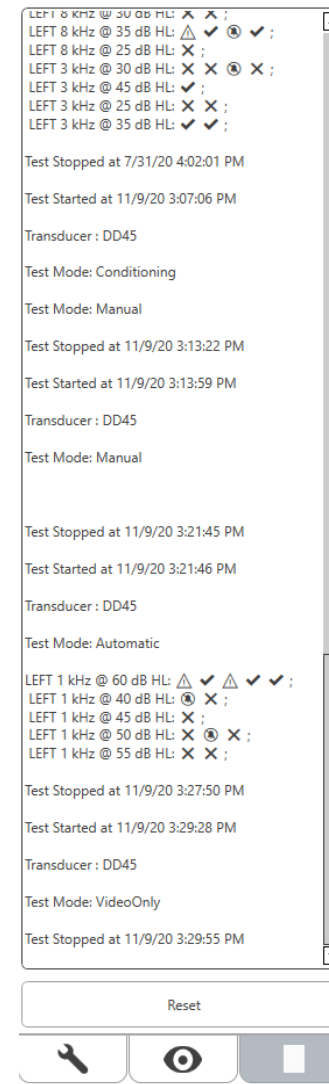 LEFT 8 kHz @ 30 dB HL: ✕ ✕ ;
LEFT 8 kHz @ 35 dB HL: ⚠ ✔ 🔕 ✔ ;
LEFT 8 kHz @ 25 dB HL: ✕ ;
LEFT 3 kHz @ 30 dB HL: ✕ ✕ 🔕 ✕ ;
LEFT 3 kHz @ 45 dB HL: ✔ ;
LEFT 3 kHz @ 25 dB HL: ✕ ✕ ;
LEFT 3 kHz @ 35 dB HL: ✔ ✔ ;
Test Stopped at 7/31/20 4:02:01 PM
Test Started at 11/9/20 3:07:06 PM
Transducer : DD45
Test Mode: Conditioning
Test Mode: Manual
Test Stopped at 11/9/20 3:13:22 PM
Test Started at 11/9/20 3:13:59 PM
Transducer : DD45
Test Mode: Manual
Test Stopped at 11/9/20 3:21:45 PM
Test Started at 11/9/20 3:21:46 PM
Transducer : DD45
Test Mode: Automatic
LEFT 1 kHz @ 60 dB HL: ⚠ ✔ ⚠ ✔ ✔ ;
LEFT 1 kHz @ 40 dB HL: 🔕 ✕ ;
LEFT 1 kHz @ 45 dB HL: ✕ ;
LEFT 1 kHz @ 50 dB HL: ✕ 🔕 ✕ ;
LEFT 1 kHz @ 55 dB HL: ✕ ✕ ;
Test Stopped at 11/9/20 3:27:50 PM
Test Started at 11/9/20 3:29:28 PM
Transducer : DD45
Test Mode: VideoOnly
Test Stopped at 11/9/20 3:29:55 PM
Reset